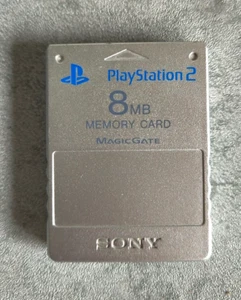 PlayStation 2
8MB
MEMORY CARD
MAGICGATE
SONY